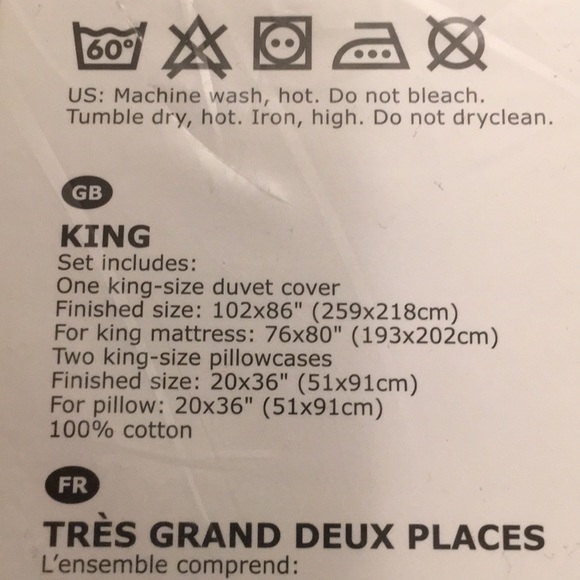 60°
US: Machine wash, hot. Do not bleach.
Tumble dry, hot. Iron, high. Do not dryclean.
GB
KING
Set includes:
One king-size duvet cover
Finished size: 102x86" (259x218cm)
For king mattress: 76x80" (193x202cm)
Two king-size pillowcases
Finished size: 20x36" (51x91cm)
For pillow: 20x36" (51x91cm)
100% cotton
FR
TRÈS GRAND DEUX PLACES
L'ensemble comprend: